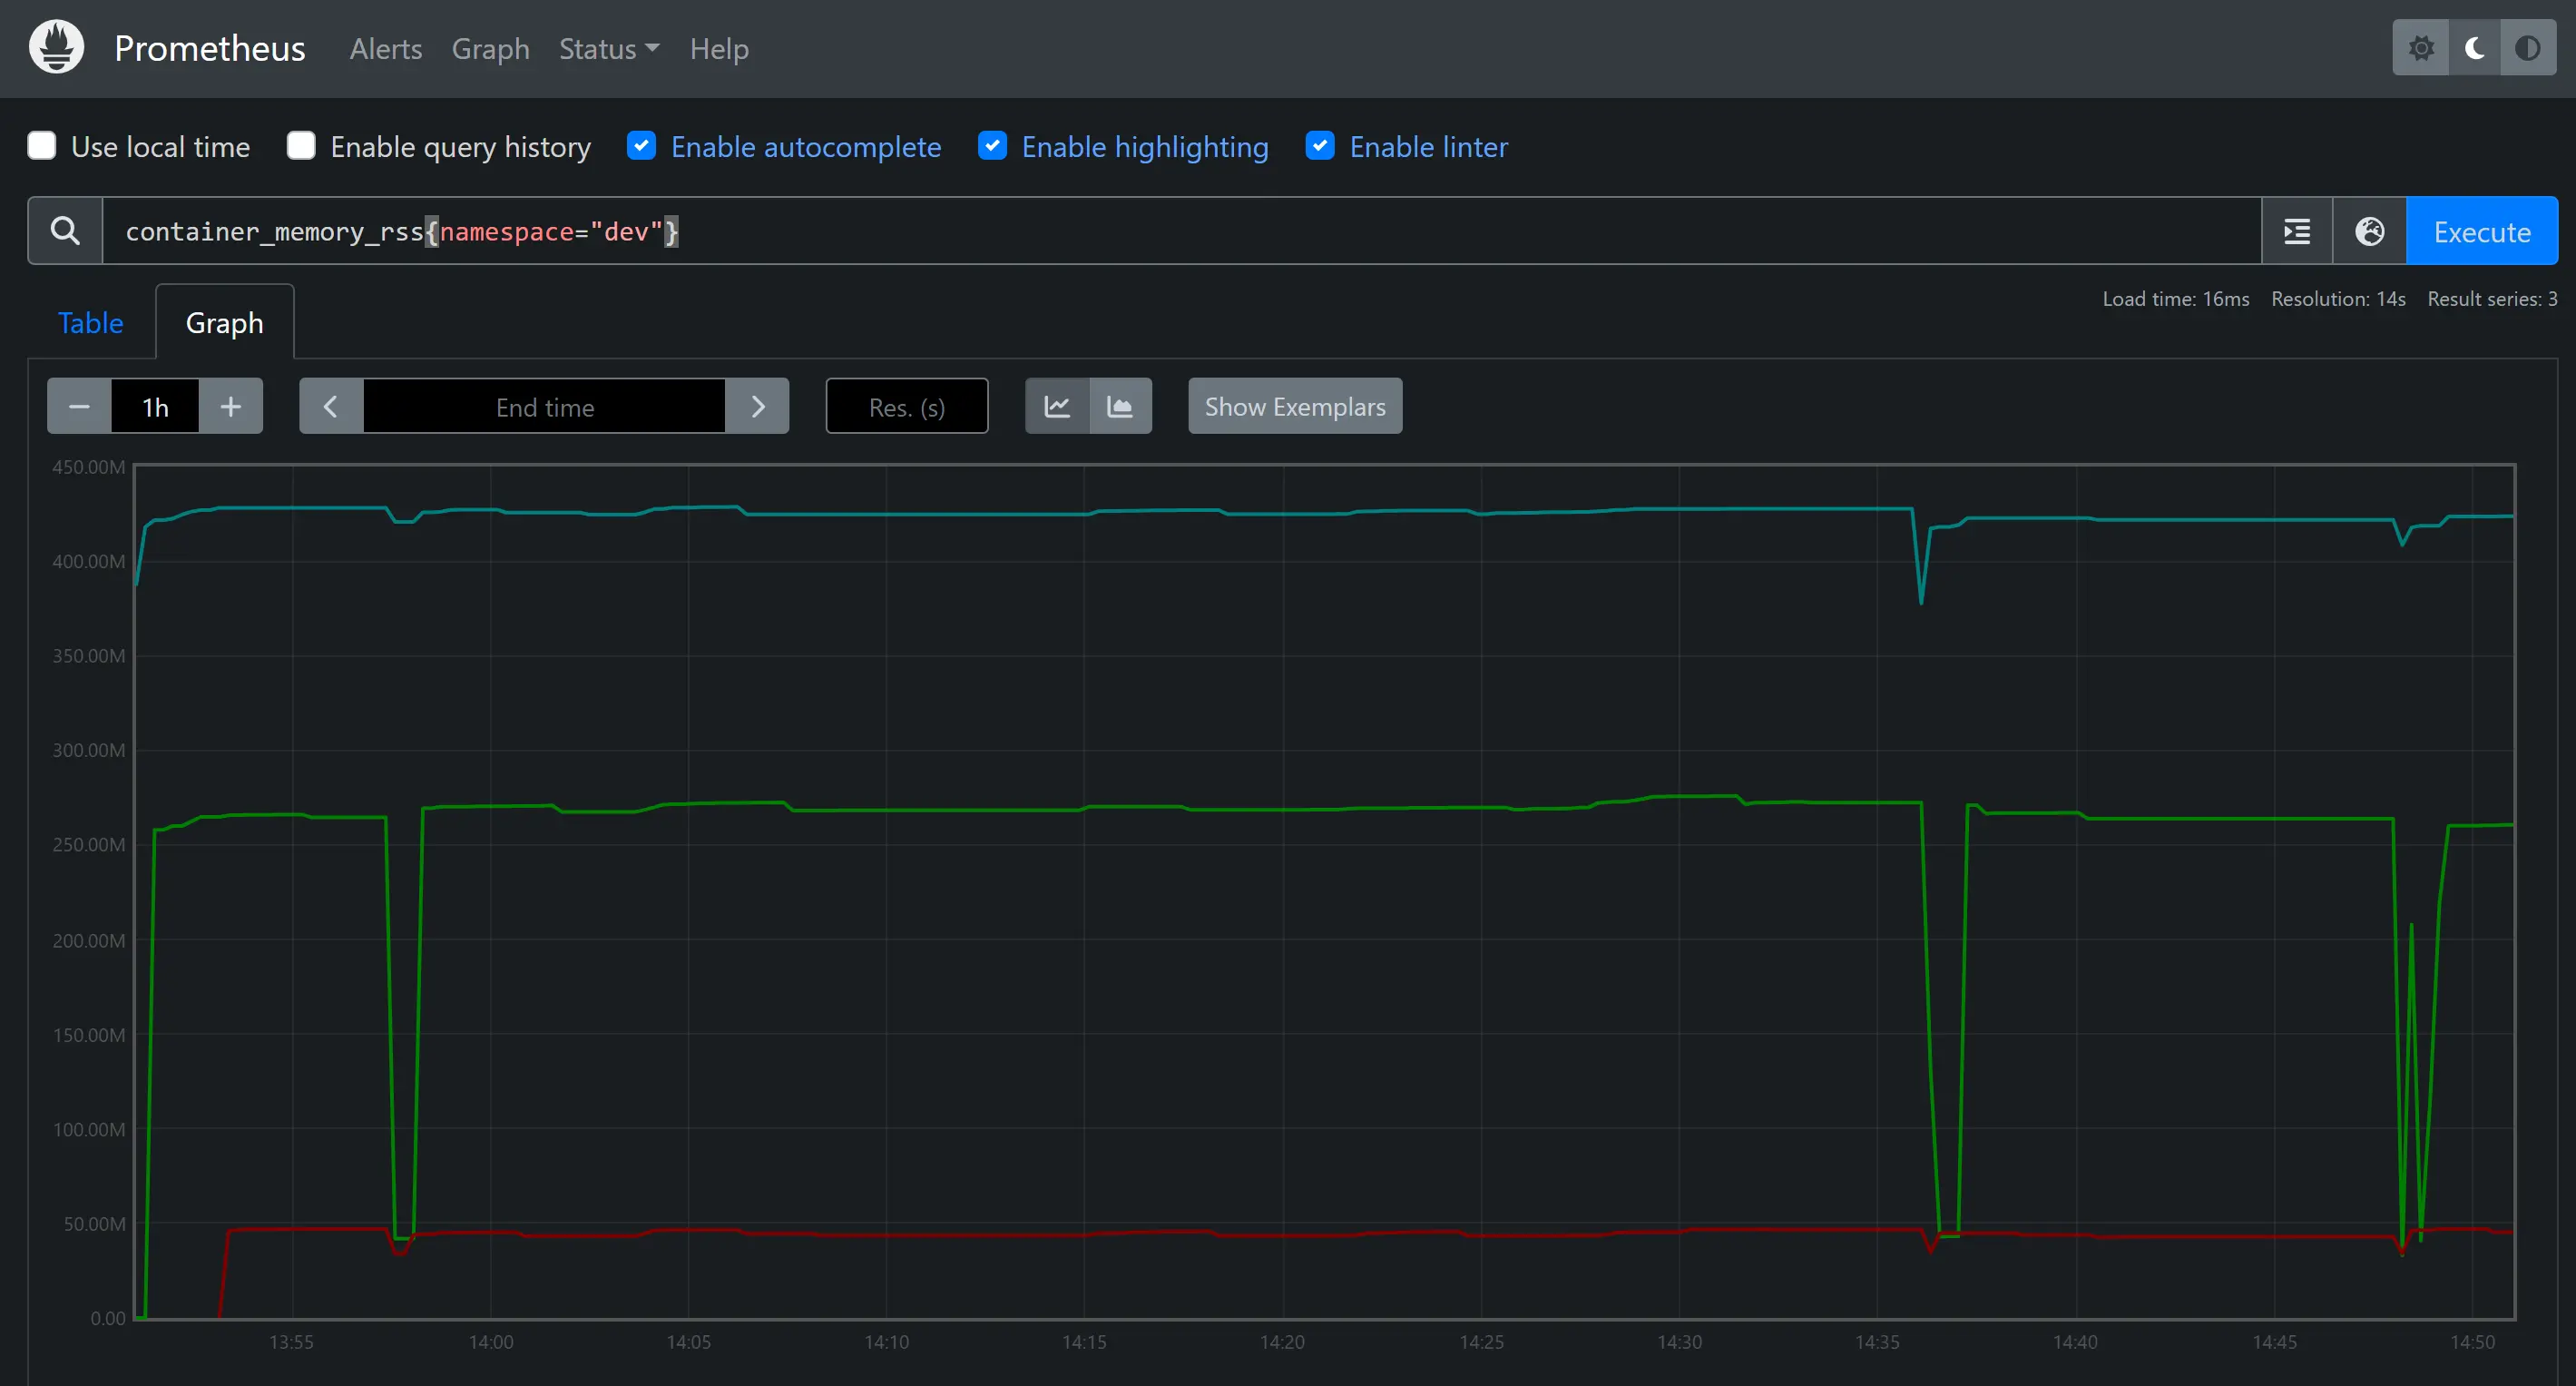 Prometheus Alerts Graph Status Help
Use local time Enable query history Enable autocomplete Enable highlighting Enable linter
container_memory_rss{namespace="dev"} Execute
Load time: 16ms Resolution: 14s Result series: 3
Table Graph
1h End time Res. (s) Show Exemplars
450.00M
400.00M
350.00M
300.00M
250.00M
200.00M
150.00M
100.00M
50.00M
0.00
13:55 14:00 14:05 14:10 14:15 14:20 14:25 14:30 14:35 14:40 14:45 14:50